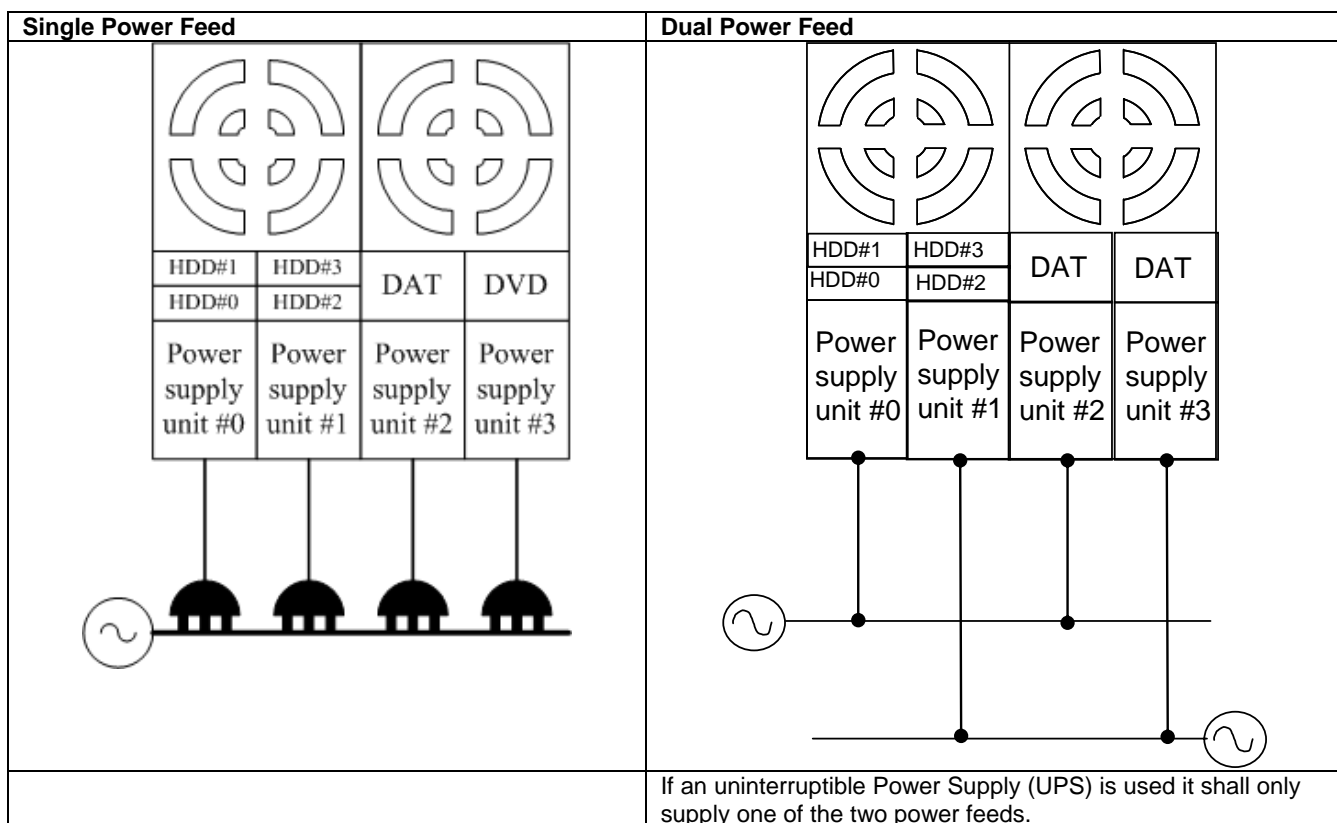 Single Power Feed
Dual Power Feed
HDD#1
HDD#3
DAT
DVD
HDD#0
HDD#2
Power
supply
unit #0
Power
supply
unit #1
Power
supply
unit #2
Power
supply
unit #3
HDD#1
HDD#3
DAT
DAT
HDD#0
HDD#2
Power
supply
unit #0
Power
supply
unit #1
Power
supply
unit #2
Power
supply
unit #3
If an uninterruptible Power Supply (UPS) is used it shall only
supply one of the two power feeds.